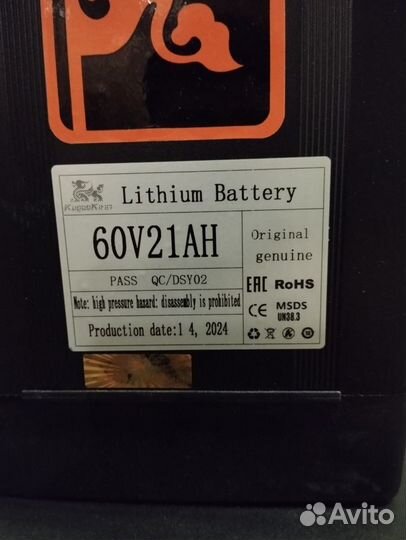 KugooKirin
Lithium Battery
60V21AH
Original
genuine
PASS QC/DSY02
EAC RoHS
Note: high pressure hazard: disassembly is prohibited
CE MSDS
UN38.3
Production date:1 4, 2024
Avito